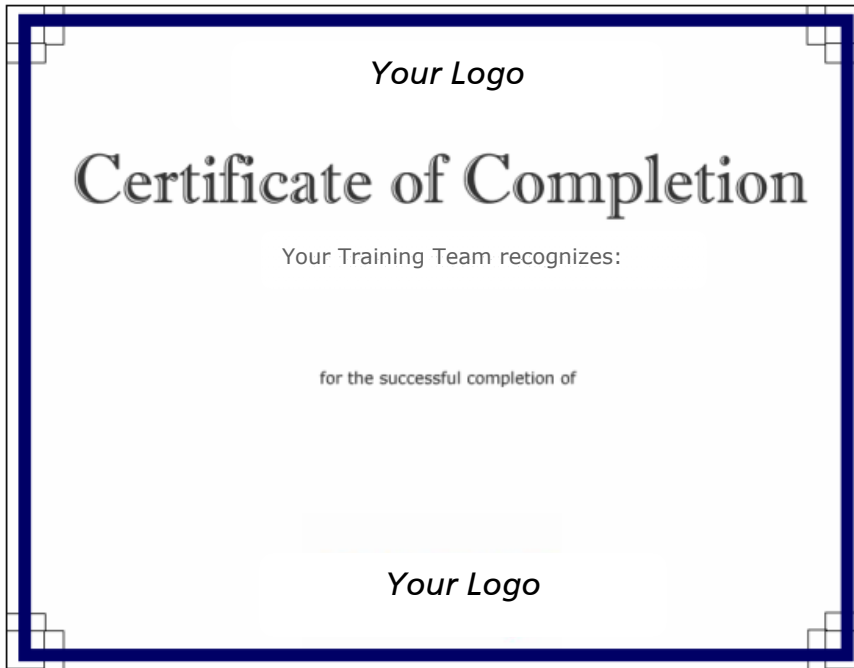 Your Logo
Certificate of Completion
Your Training Team recognizes:
for the successful completion of
Your Logo